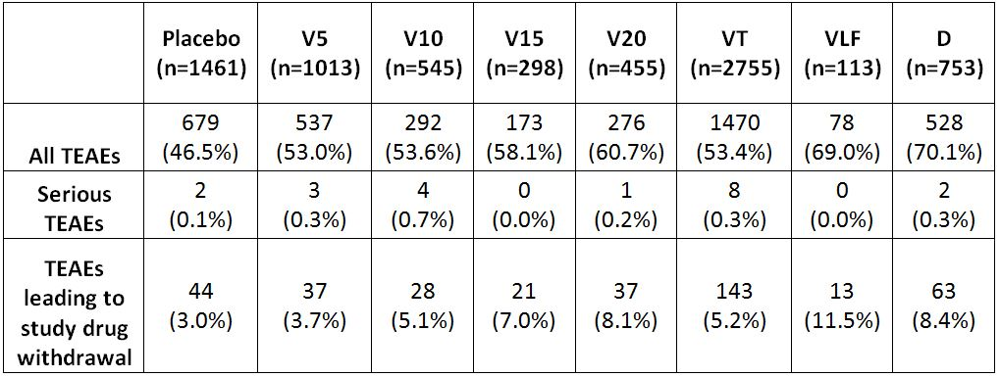 Placebo (n=1461) V5 (n=1013) V10 (n=545) V15 (n=298) V20 (n=455) VT (n=2755) VLF (n=113) D (n=753)
All TEAEs 679 (46.5%) 537 (53.0%) 292 (53.6%) 173 (58.1%) 276 (60.7%) 1470 (53.4%) 78 (69.0%) 528 (70.1%)
Serious TEAEs 2 (0.1%) 3 (0.3%) 4 (0.7%) 0 (0.0%) 1 (0.2%) 8 (0.3%) 0 (0.0%) 2 (0.3%)
TEAEs leading to study drug withdrawal 44 (3.0%) 37 (3.7%) 28 (5.1%) 21 (7.0%) 37 (8.1%) 143 (5.2%) 13 (11.5%) 63 (8.4%)